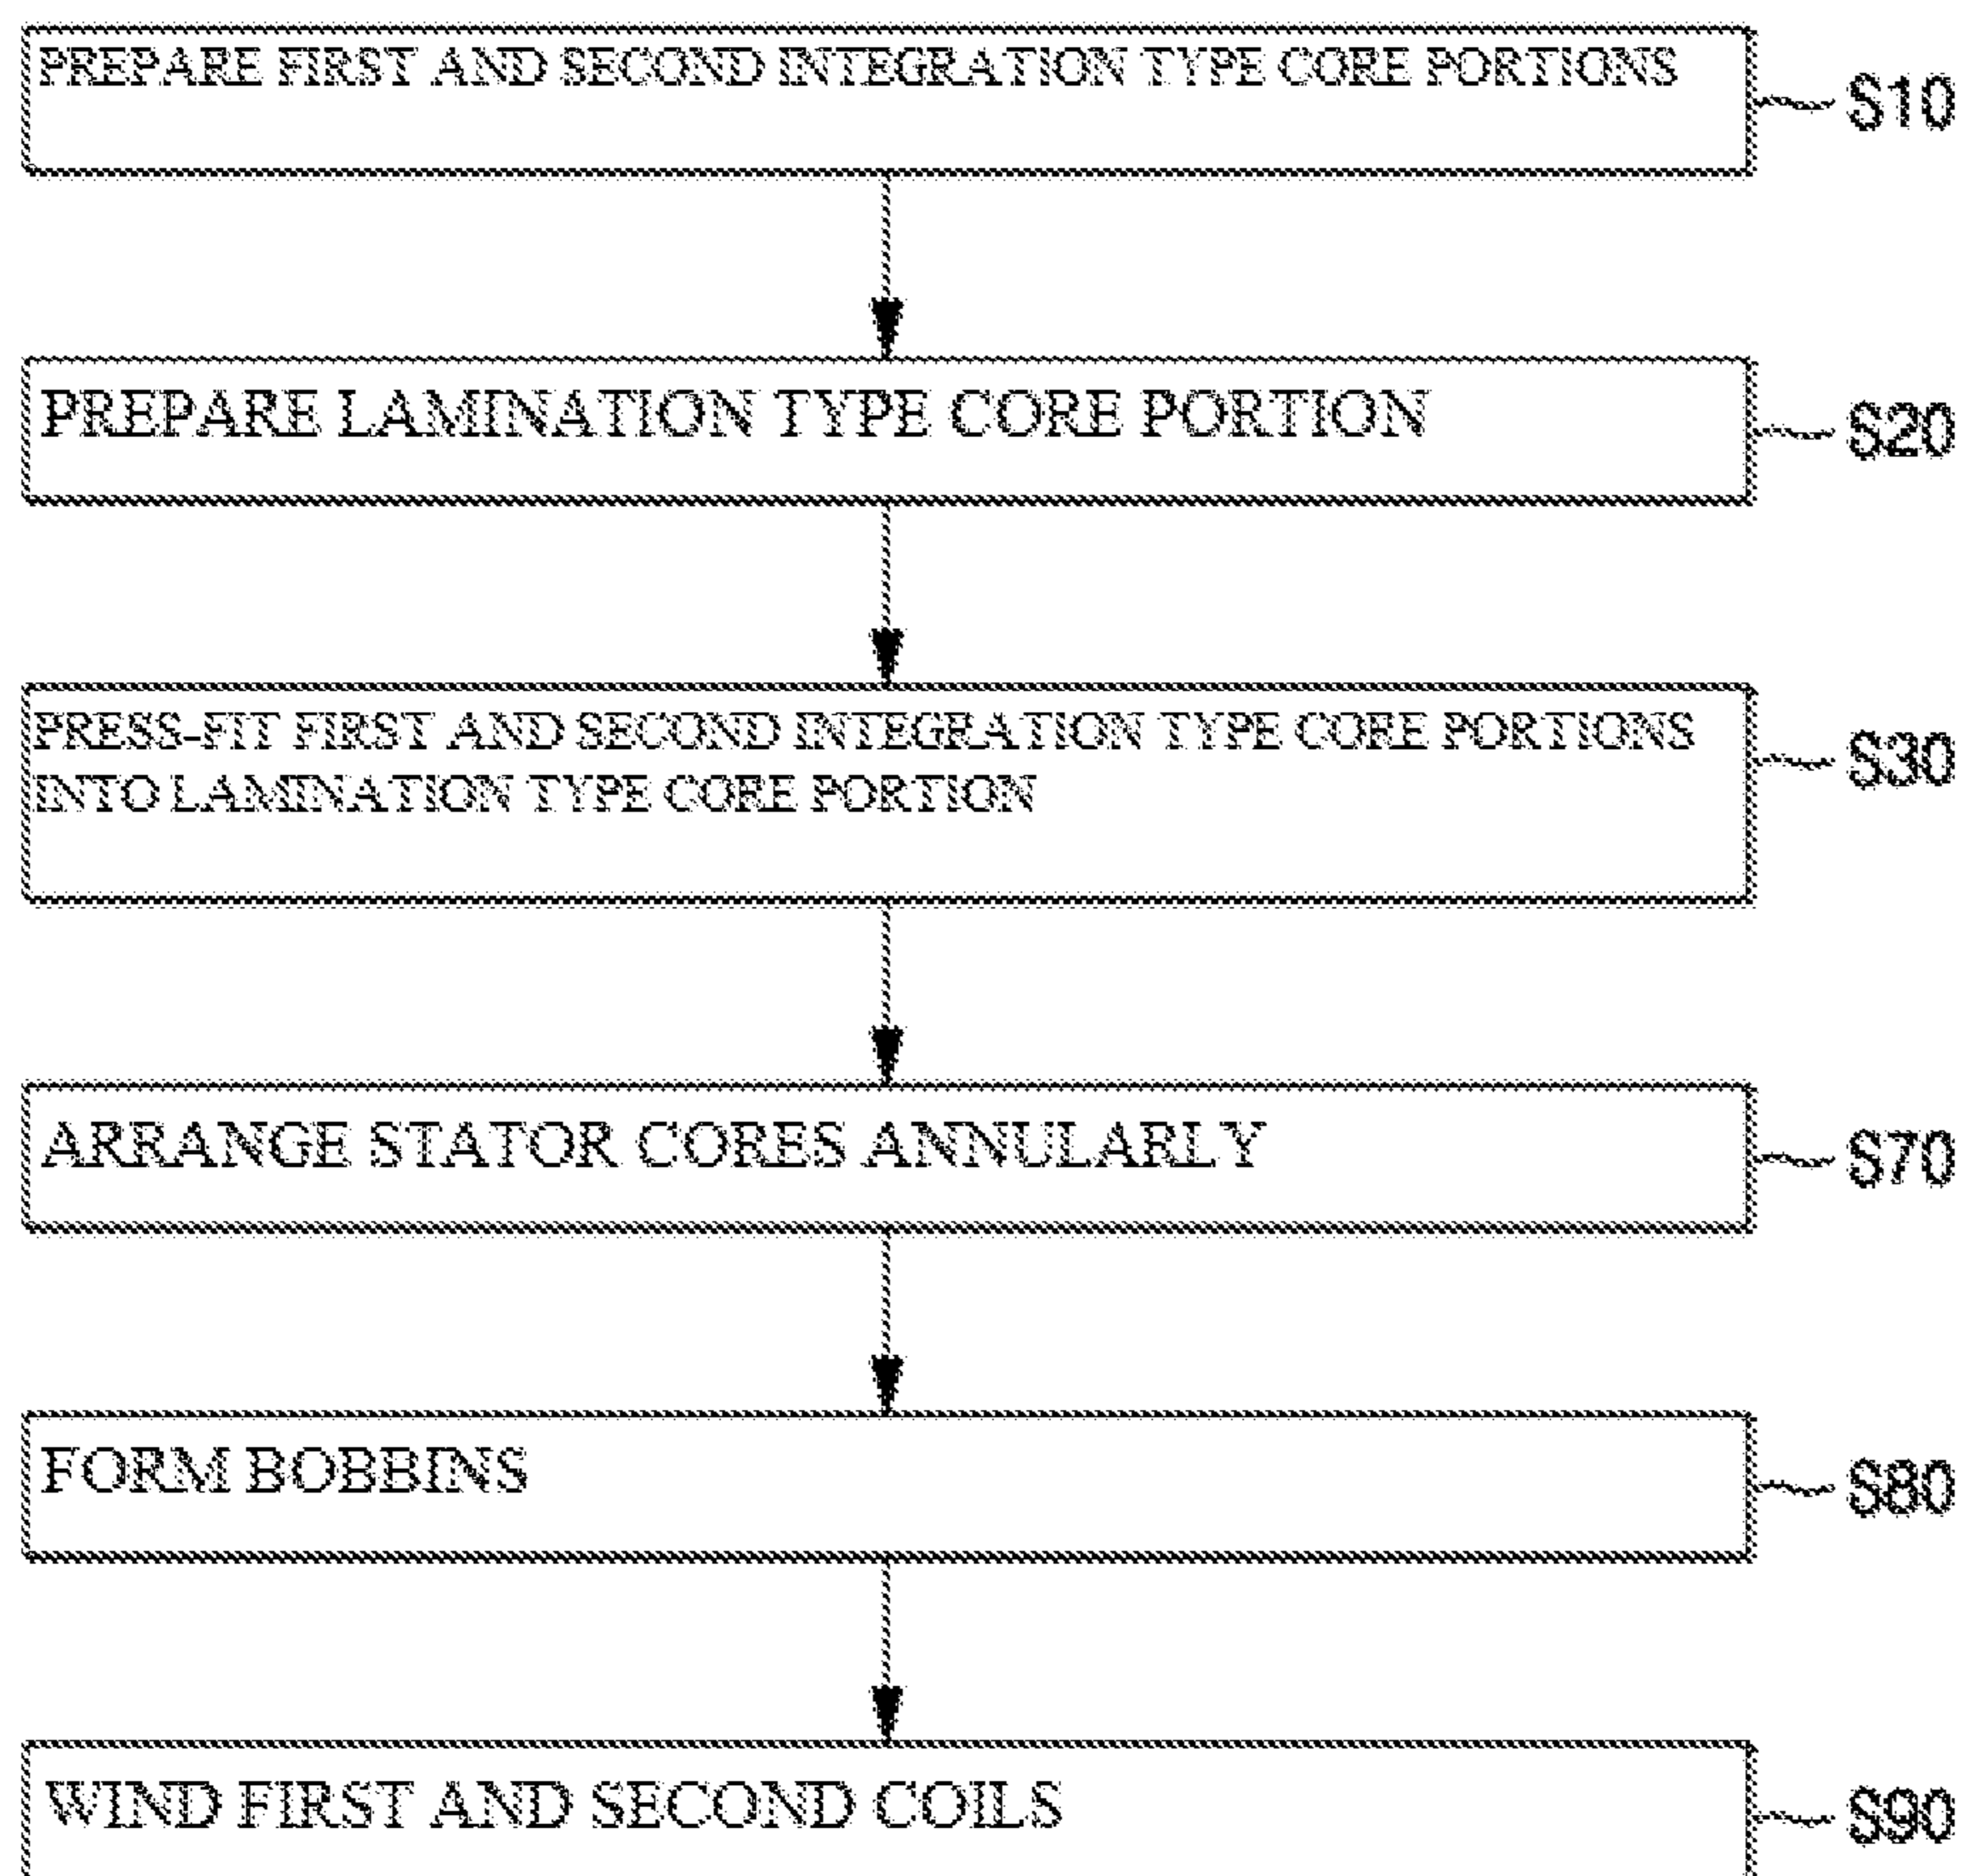 PREPARE FIRST AND SECOND INTEGRATION TYPE CORE PORTIONS
S10
PREPARE LAMINATION TYPE CORE PORTION
S20
PRESS-FIT FIRST AND SECOND INTEGRATION TYPE CORE PORTIONS
INTO LAMINATION TYPE CORE PORTION
S30
ARRANGE STATOR CORES ANNULARLY
S70
FORM BOBBINS
S80
WIND FIRST AND SECOND COILS
S90